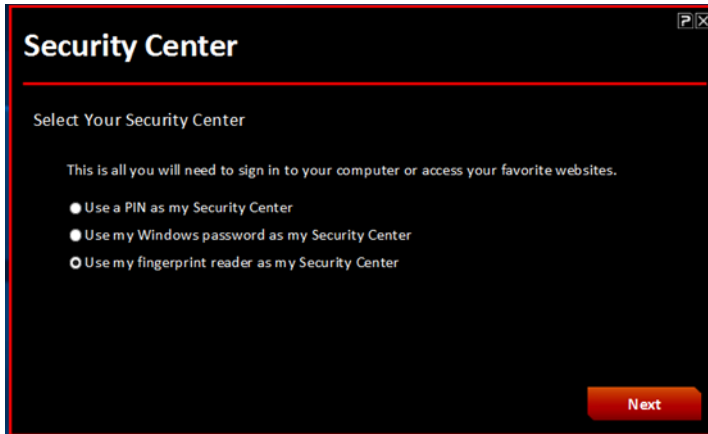 Security Center
Select Your Security Center
This is all you will need to sign in to your computer or access your favorite websites.
Use a PIN as my Security Center
Use my Windows password as my Security Center
Use my fingerprint reader as my Security Center
Next